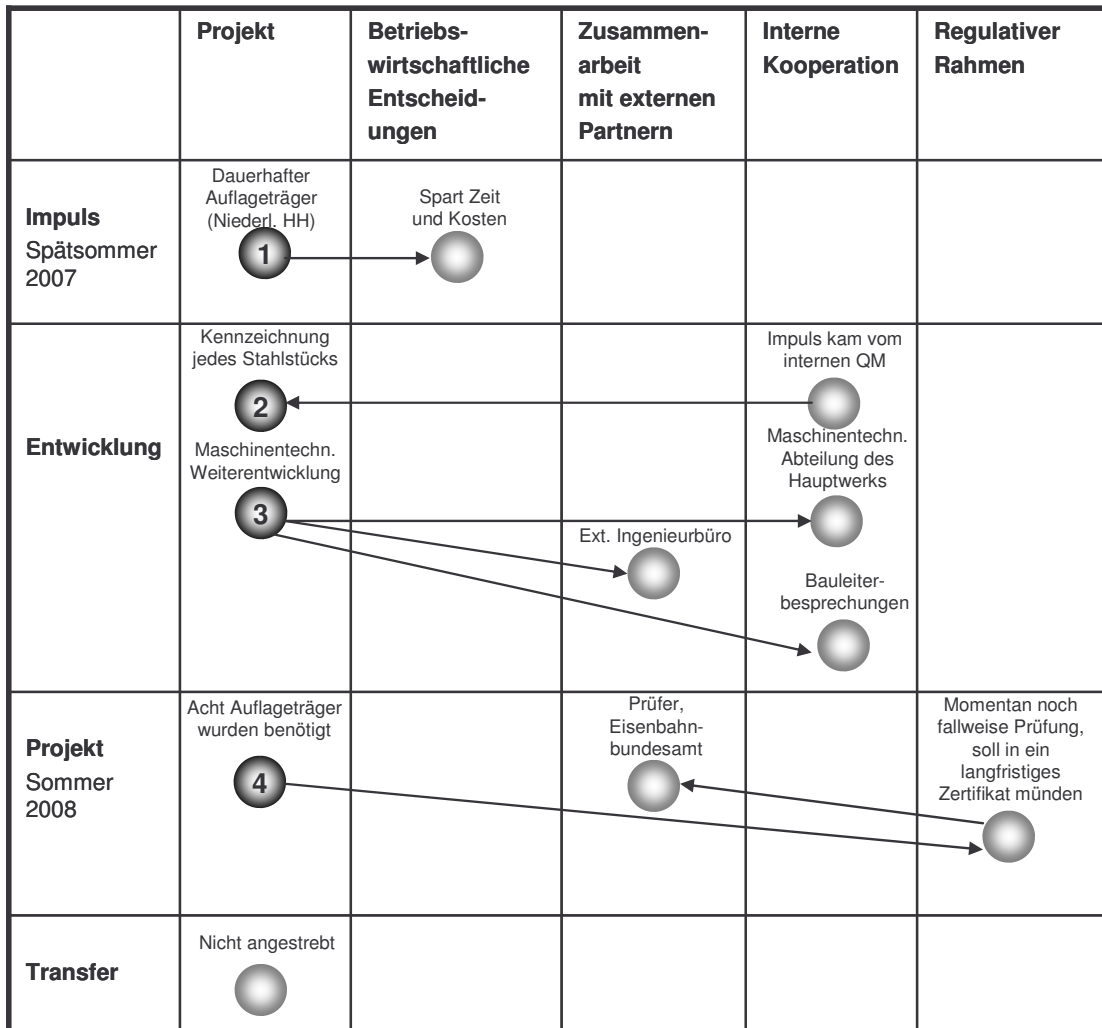 Projekt
Betriebs-
wirtschaftliche
Entscheid-
ungen
Zusammen-
arbeit
mit externen
Partnern
Interne
Kooperation
Regulativer
Rahmen
Impuls
Spätsommer
2007
Dauerhafter
Auflageträger
(Niederl. HH)
1
Spart Zeit
und Kosten
Entwicklung
Kennzeichnung
jedes Stahlstücks
2
Impuls kam vom
internen QM
Maschinentechn.
Weiterentwicklung
3
Maschinentechn.
Abteilung des
Hauptwerks
Ext. Ingenieurbüro
Bauleiter-
besprechungen
Projekt
Sommer
2008
Acht Auflageträger
wurden benötigt
4
Prüfer,
Eisenbahn-
bundesamt
Momentan noch
fallweise Prüfung,
soll in ein
langfristiges
Zertifikat münden
Transfer
Nicht angestrebt